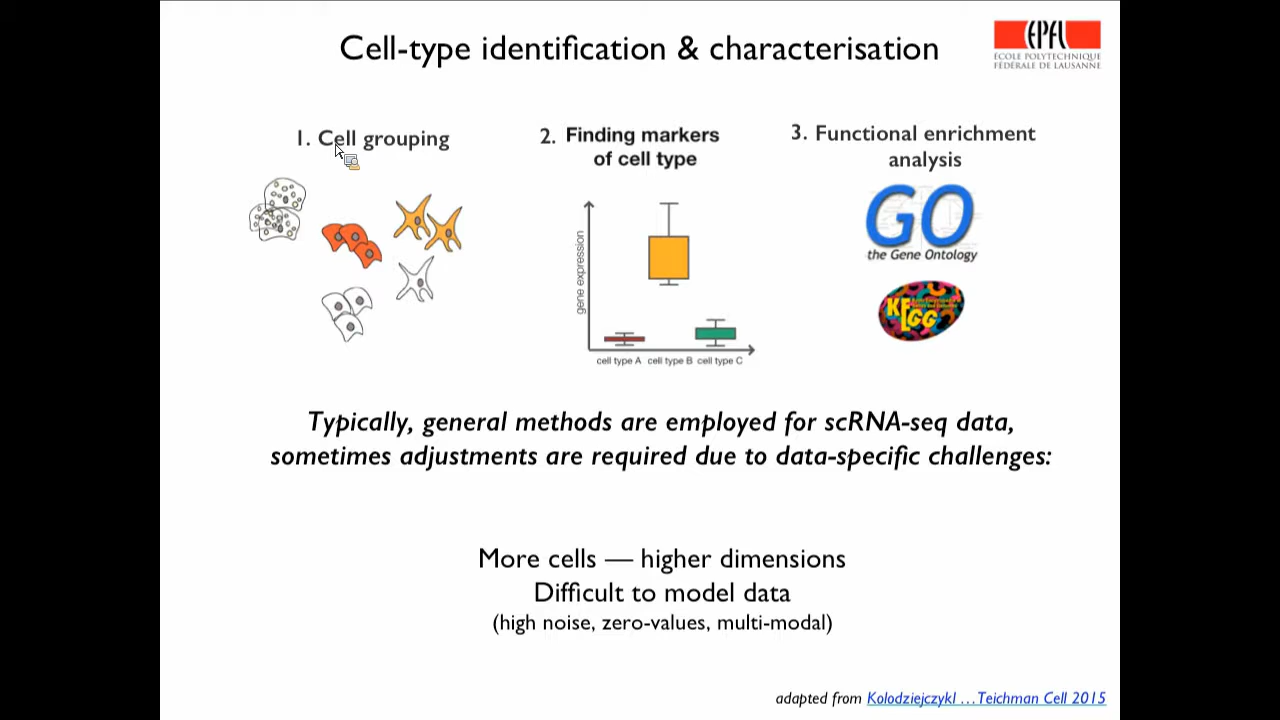 Cell-type identification & characterisation
EPFL
ÉCOLE POLYTECHNIQUE
FÉDÉRALE DE LAUSANNE
1. Cell grouping
2. Finding markers
of cell type
gene expression
cell type A cell type B cell type C
3. Functional enrichment
analysis
GO
the Gene Ontology
KEGG
Typically, general methods are employed for scRNA-seq data,
sometimes adjustments are required due to data-specific challenges:
More cells — higher dimensions
Difficult to model data
(high noise, zero-values, multi-modal)
adapted from Kolodziejczykl …Teichman Cell 2015